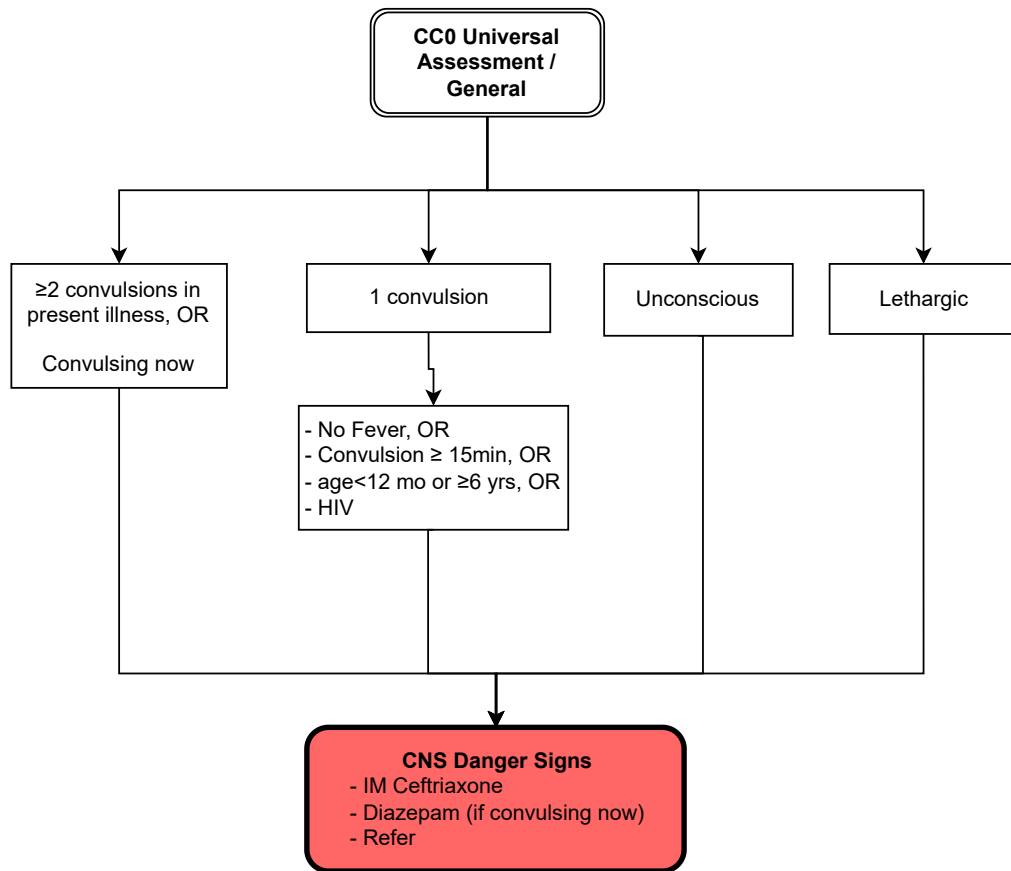 CC0 Universal
Assessment /
General
≥2 convulsions in
present illness, OR
Convulsing now
1 convulsion
Unconscious
Lethargic
- No Fever, OR
- Convulsion ≥ 15min, OR
- age<12 mo or ≥6 yrs, OR
- HIV
CNS Danger Signs
- IM Ceftriaxone
- Diazepam (if convulsing now)
- Refer